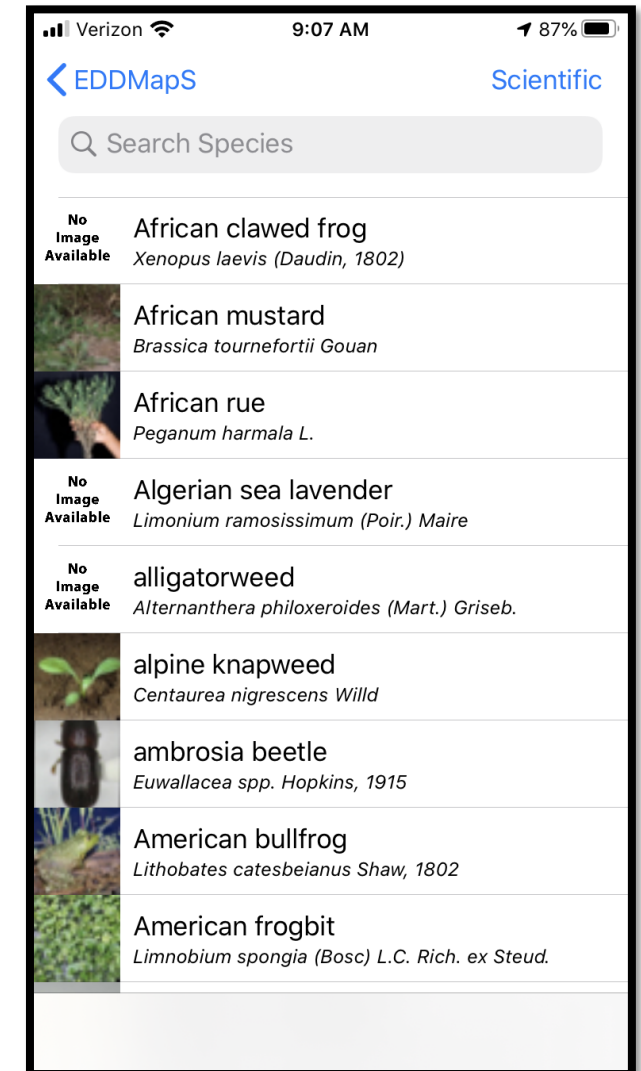 Verizon 9:07 AM 87%
EDDMapS Scientific
Search Species
No
Image
Available
African clawed frog
Xenopus laevis (Daudin, 1802)
African mustard
Brassica tournefortii Gouan
African rue
Peganum harmala L.
No
Image
Available
Algerian sea lavender
Limonium ramosissimum (Poir.) Maire
No
Image
Available
alligatorweed
Alternanthera philoxeroides (Mart.) Griseb.
alpine knapweed
Centaurea nigrescens Willd
ambrosia beetle
Euwallacea spp. Hopkins, 1915
American bullfrog
Lithobates catesbeianus Shaw, 1802
American frogbit
Limnobium spongia (Bosc) L.C. Rich. ex Steud.